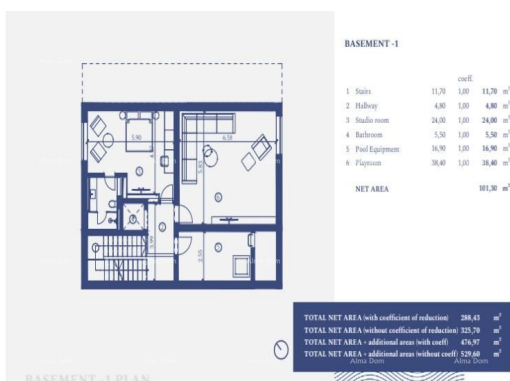 BASEMENT -1
coeff.
1 Stairs 11,70 1,00 11,70 m²
2 Hallway 4,80 1,00 4,80 m²
3 Studio room 24,00 1,00 24,00 m²
4 Barhroom 5,50 1,00 5,50 m²
5 Pool Equipment 16,90 1,00 16,90 m²
6 Playroom 38,40 1,00 38,40 m²
NET AREA 101,30 m²
5.90
6.59
TOTAL NET AREA (with coefficient of reduction) 288,43 m²
TOTAL NET AREA (without coefficient of reduction) 325,70 m²
TOTAL NET AREA + additional areas (with coeff) 476,97 m²
TOTAL NET AREA + additional areas (without coeff) 529,60 m²
Alma Dom Alma Dom
BASEMENT -1 PLAN